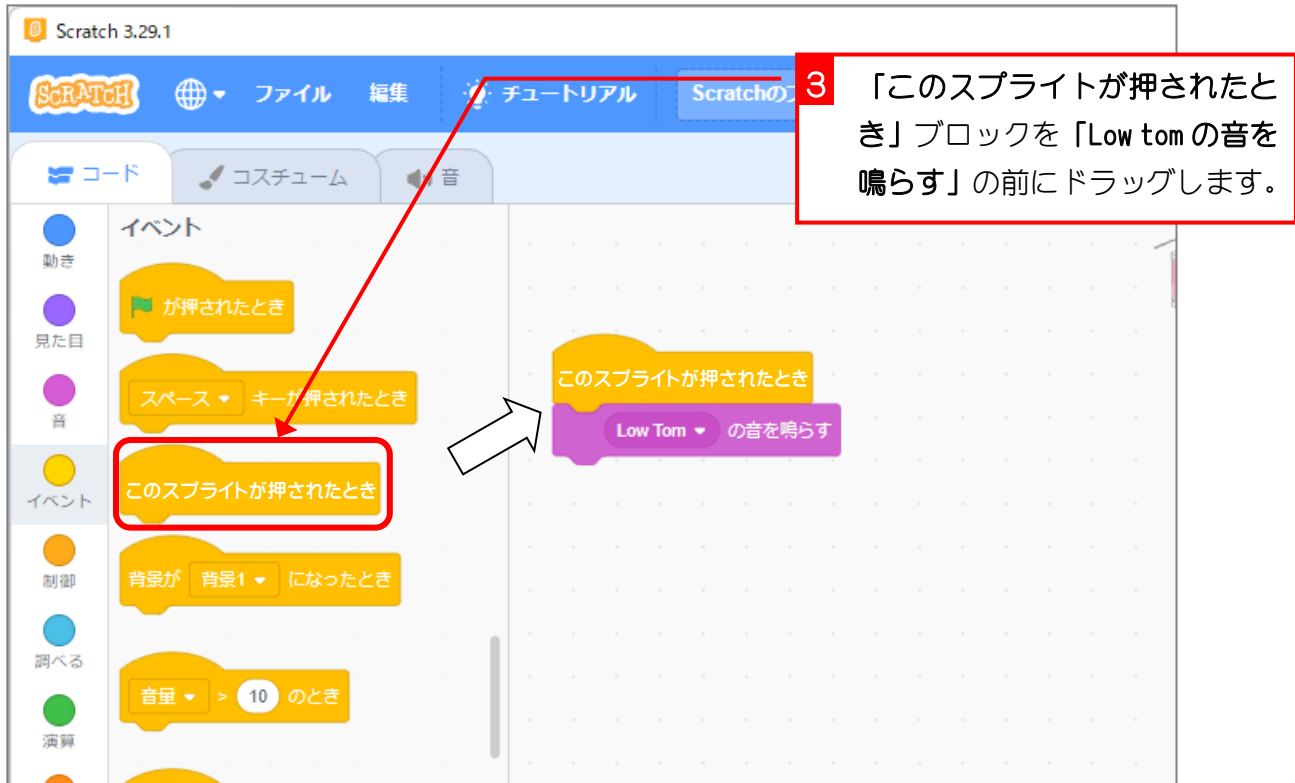 Scratch 3.29.1
SCRATCH ファイル 編集 チュートリアル Scratchの
3 「このスプライトが押されたと
き」ブロックを「Low tom の音を
鳴らす」の前にドラッグします。
コード コスチューム 音
動き
見た目
音
イベント
制御
調べる
演算
イベント
が押されたとき
スペース キーが押されたとき
このスプライトが押されたとき
背景が 背景1 になったとき
音量 > 10 のとき
このスプライトが押されたとき
Low Tom の音を鳴らす